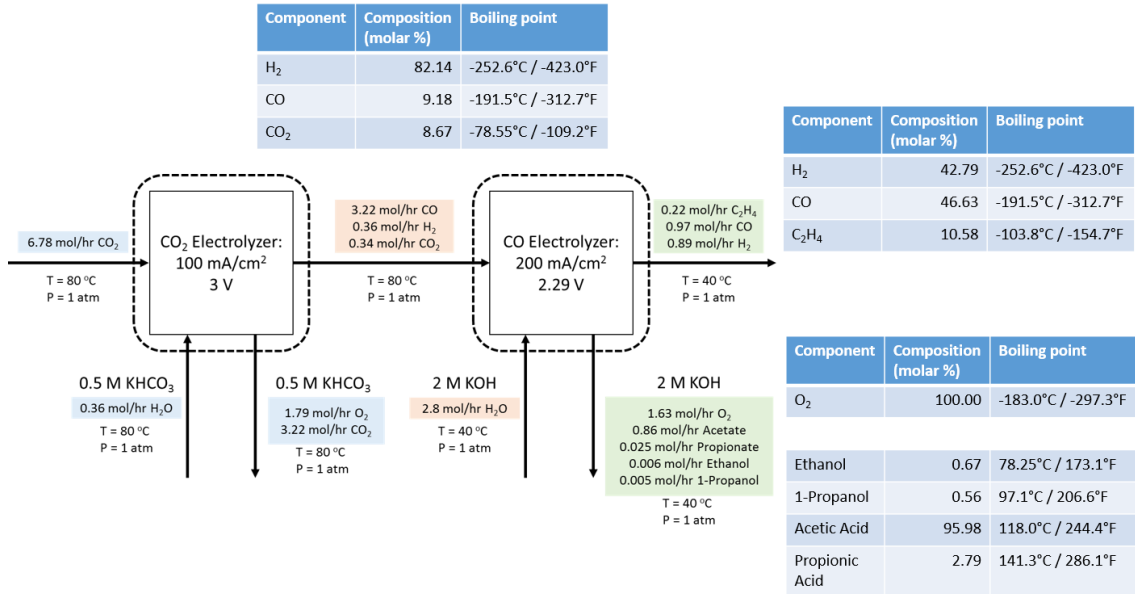 Component Composition (molar %) Boiling point
H₂ 82.14 -252.6°C / -423.0°F
CO 9.18 -191.5°C / -312.7°F
CO₂ 8.67 -78.55°C / -109.2°F
Component Composition (molar %) Boiling point
H₂ 42.79 -252.6°C / -423.0°F
CO 46.63 -191.5°C / -312.7°F
C₂H₄ 10.58 -103.8°C / -154.7°F
6.78 mol/hr CO₂
T = 80 °C
P = 1 atm
CO₂ Electrolyzer:
100 mA/cm²
3 V
3.22 mol/hr CO
0.36 mol/hr H₂
0.34 mol/hr CO₂
T = 80 °C
P = 1 atm
CO Electrolyzer:
200 mA/cm²
2.29 V
0.22 mol/hr C₂H₄
0.97 mol/hr CO
0.89 mol/hr H₂
T = 40 °C
P = 1 atm
0.5 M KHCO₃
0.36 mol/hr H₂O
T = 80 °C
P = 1 atm
0.5 M KHCO₃
1.79 mol/hr O₂
3.22 mol/hr CO₂
T = 80 °C
P = 1 atm
2 M KOH
2.8 mol/hr H₂O
T = 40 °C
P = 1 atm
2 M KOH
1.63 mol/hr O₂
0.86 mol/hr Acetate
0.025 mol/hr Propionate
0.006 mol/hr Ethanol
0.005 mol/hr 1-Propanol
T = 40 °C
P = 1 atm
Component Composition (molar %) Boiling point
O₂ 100.00 -183.0°C / -297.3°F
Ethanol 0.67 78.25°C / 173.1°F
1-Propanol 0.56 97.1°C / 206.6°F
Acetic Acid 95.98 118.0°C / 244.4°F
Propionic Acid 2.79 141.3°C / 286.1°F